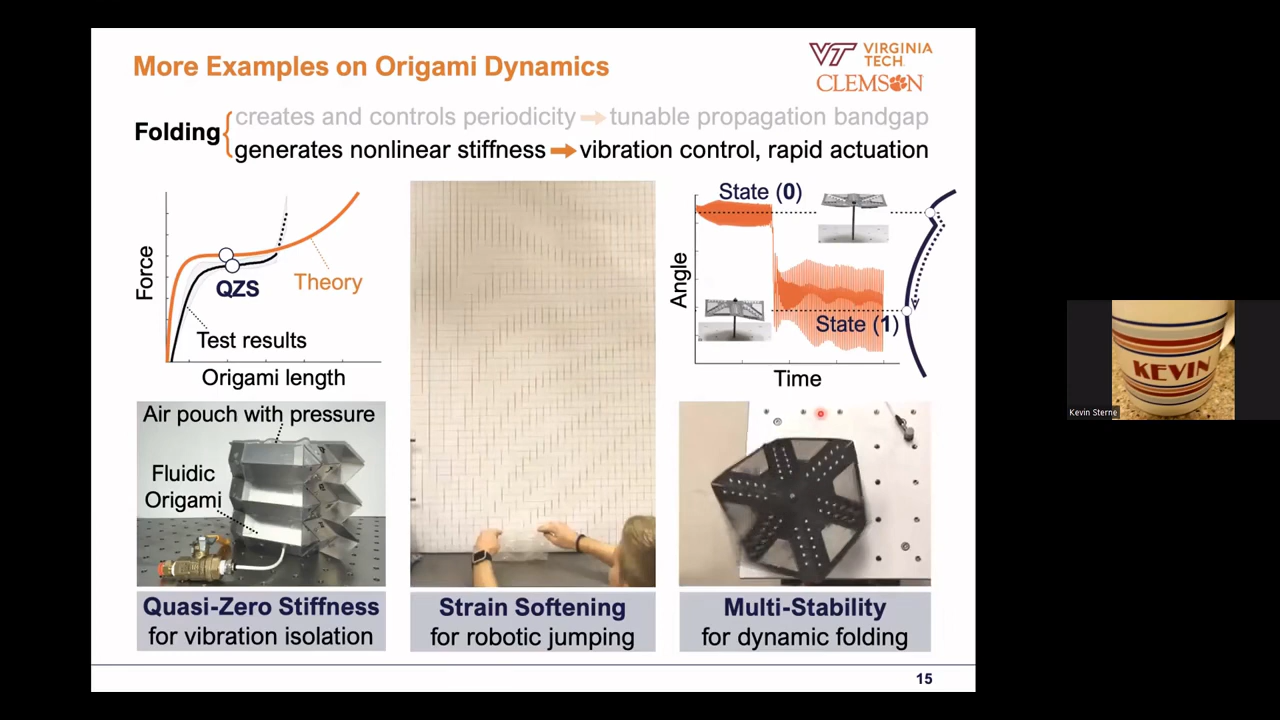 More Examples on Origami Dynamics
VIRGINIA
TECH
CLEMSON
creates and controls periodicity
tunable propagation bandgap
Folding
generates nonlinear stiffness
vibration control, rapid actuation
Force
QZS
Theory
Test results
Origami length
Angle
State (0)
State (1)
Time
Air pouch with pressure
Fluidic
Origami
Quasi-Zero Stiffness
for vibration isolation
Strain Softening
for robotic jumping
Multi-Stability
for dynamic folding
15
KEVIN
Kevin Sterne